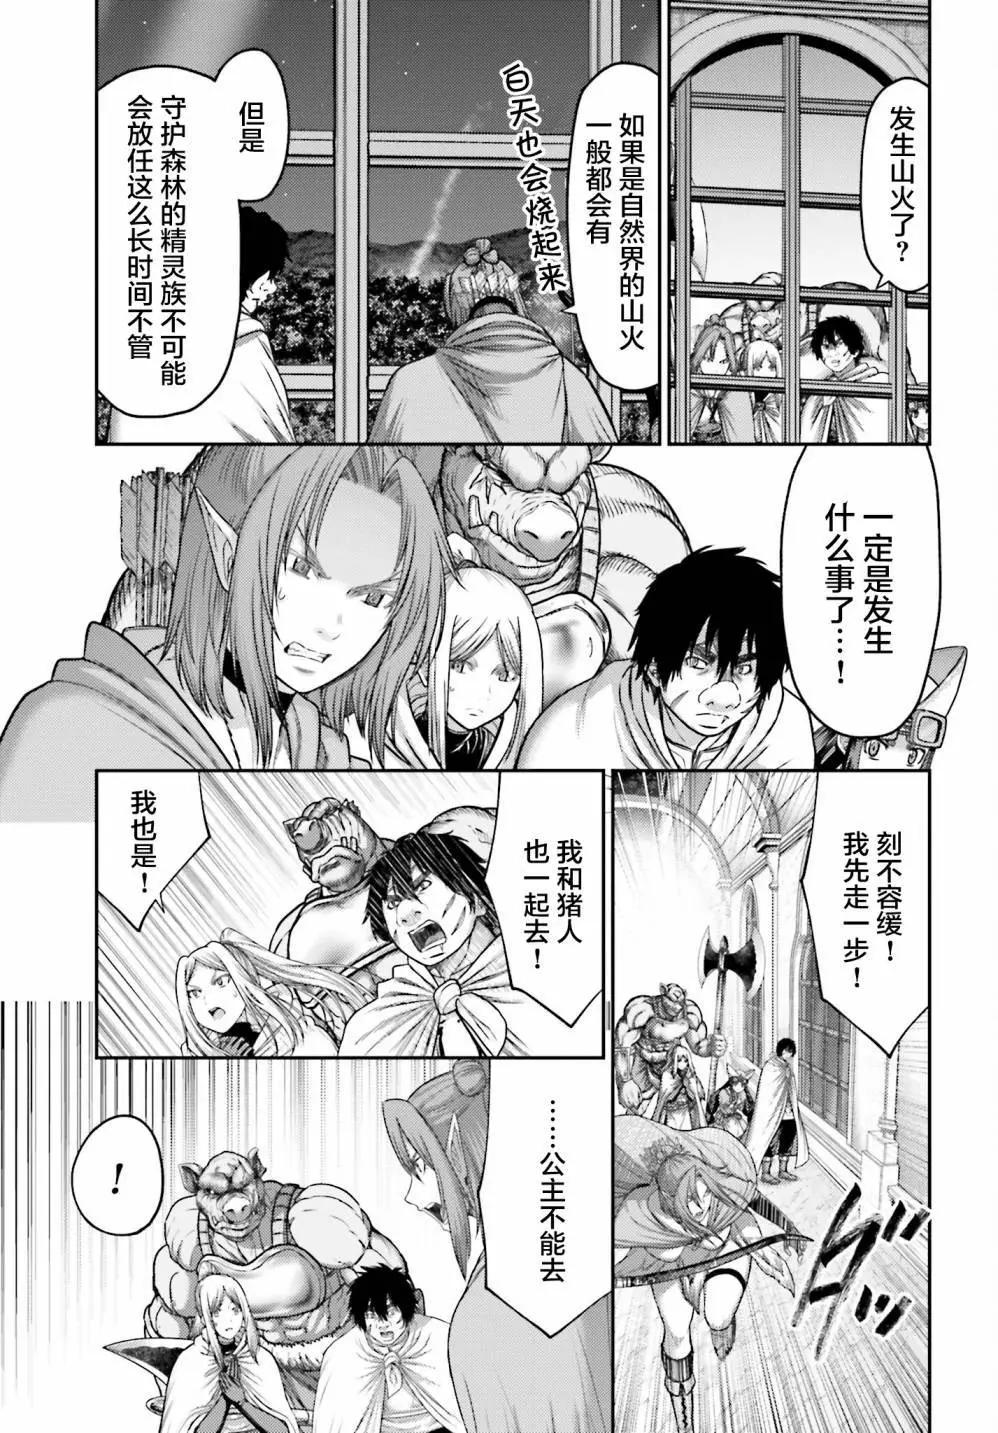 发生山火了？
如果是自然界的山火
一般都会有
白天也会烧起来
但是
守护森林的精灵族不可能
会放任这么长时间不管
一定是发生
什么事了……！
刻不容缓！
我先走一步！
ダダッ
我和猪人
也一起去！
我也是！
……公主不能去
！